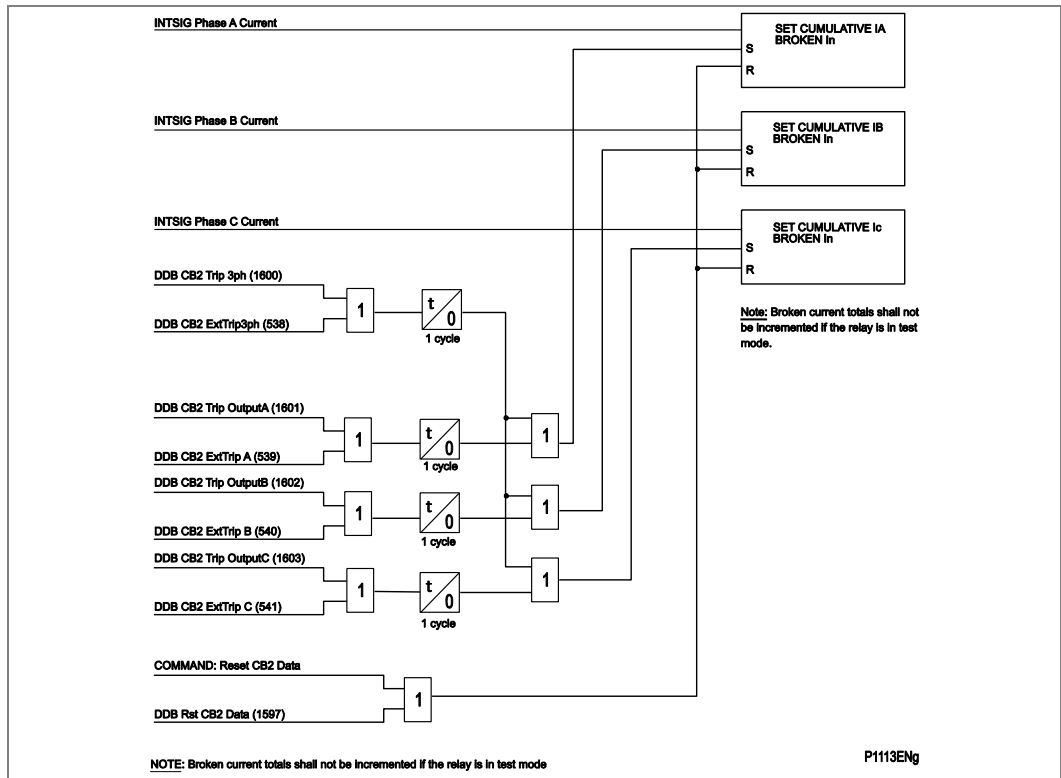 INTSIG Phase A Current
SET CUMULATIVE IA
BROKEN In
S
R
INTSIG Phase B Current
SET CUMULATIVE IB
BROKEN In
S
R
INTSIG Phase C Current
SET CUMULATIVE Ic
BROKEN In
S
R
Note: Broken current totals shall not
be incremented if the relay is in test
mode.
DDB CB2 Trip 3ph (1600)
DDB CB2 ExtTrip3ph (538)
1
t
0
1 cycle
DDB CB2 Trip OutputA (1601)
DDB CB2 ExtTrip A (539)
1
t
0
1 cycle
1
DDB CB2 Trip OutputB (1602)
DDB CB2 ExtTrip B (540)
1
t
0
1 cycle
1
DDB CB2 Trip OutputC (1603)
DDB CB2 ExtTrip C (541)
1
t
0
1 cycle
1
COMMAND: Reset CB2 Data
DDB Rst CB2 Data (1597)
1
NOTE: Broken current totals shall not be incremented if the relay is in test mode
P1113ENg